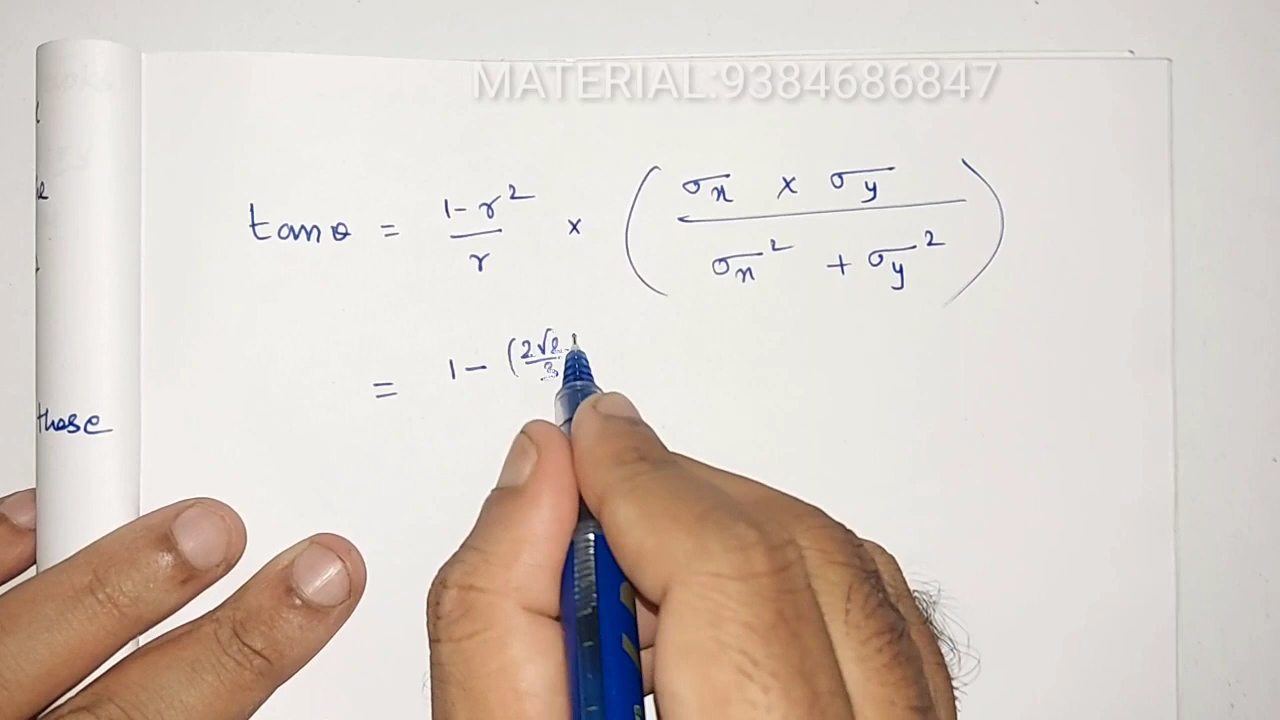 MATERIAL:9384686847
tanθ = 1-r² / r × ( σx × σy / σx² + σy² )
= 1 - (2√2 / 3
those